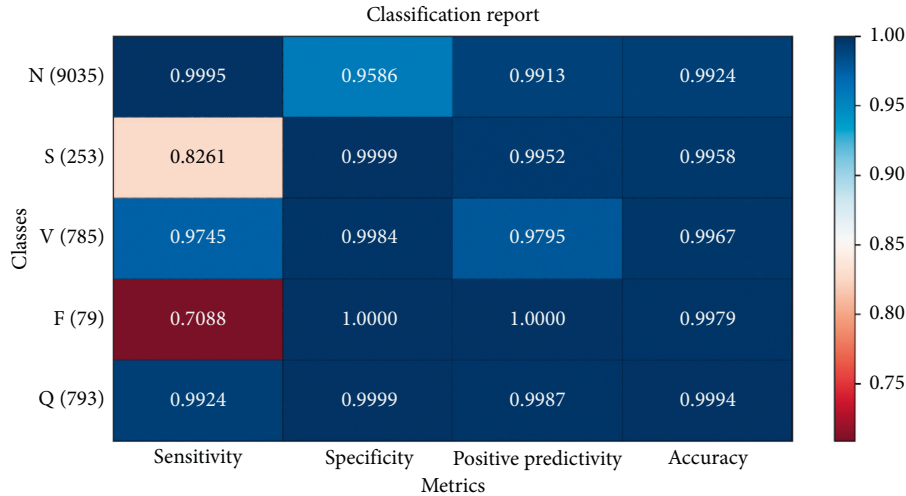 Classification report
N (9035) 0.9995 0.9586 0.9913 0.9924
S (253) 0.8261 0.9999 0.9952 0.9958
V (785) 0.9745 0.9984 0.9795 0.9967
F (79) 0.7088 1.0000 1.0000 0.9979
Q (793) 0.9924 0.9999 0.9987 0.9994
Classes
Sensitivity Specificity Positive predictivity Accuracy
Metrics
1.00
0.95
0.90
0.85
0.80
0.75